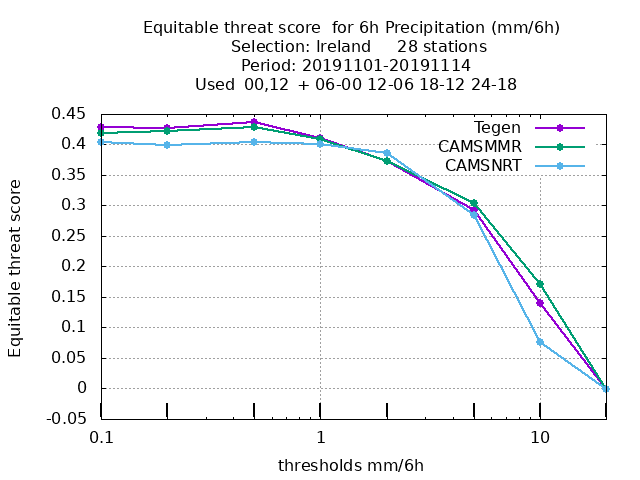 Equitable threat score  for 6h Precipitation (mm/6h)
Selection: Ireland     28 stations
Period: 20191101-20191114
Used  00,12  + 06-00 12-06 18-12 24-18
Equitable threat score
0.45
0.4
0.35
0.3
0.25
0.2
0.15
0.1
0.05
0
-0.05
Tegen
CAMSMMR
CAMSNRT
0.1
1
10
thresholds mm/6h